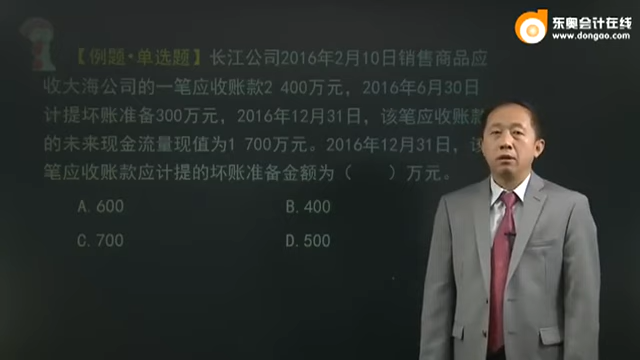 东奥会计在线
www.dongao.com
【例题·单选题】长江公司2016年2月10日销售商品应
收大海公司的一笔应收账款2 400万元，2016年6月30日
计提坏账准备300万元，2016年12月31日，该笔应收账款
的未来现金流量现值为1 700万元。2016年12月31日，该
笔应收账款应计提的坏账准备金额为（　　）万元。
A.600　B.400
C.700　D.500